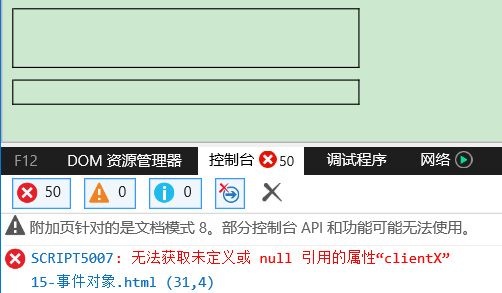 F12 DOM 资源管理器 控制台 50 调试程序 网络
50 0 0
附加页针对的是文档模式 8。部分控制台 API 和功能可能无法使用。
SCRIPT5007: 无法获取未定义或 null 引用的属性“clientX”
15-事件对象.html (31,4)